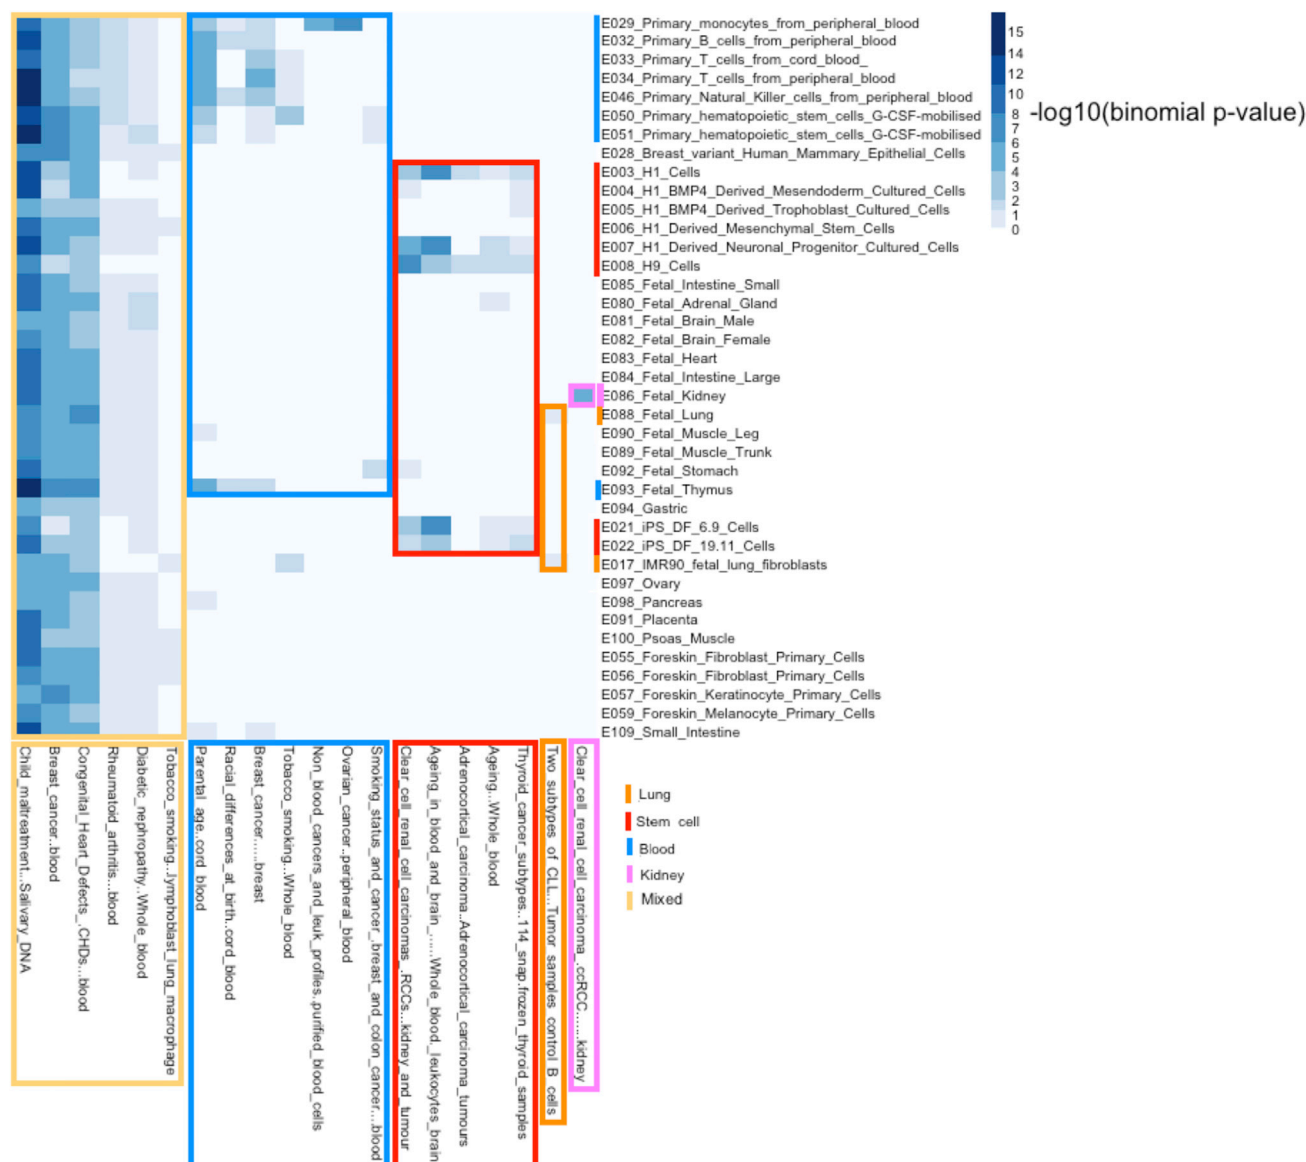 E029_Primary_monocytes_from_peripheral_blood
E032_Primary_B_cells_from_peripheral_blood
E033_Primary_T_cells_from_cord_blood_
E034_Primary_T_cells_from_peripheral_blood
E046_Primary_Natural_Killer_cells_from_peripheral_blood
E050_Primary_hematopoietic_stem_cells_G-CSF-mobilised
E051_Primary_hematopoietic_stem_cells_G-CSF-mobilised
E028_Breast_variant_Human_Mammary_Epithelial_Cells
E003_H1_Cells
E004_H1_BMP4_Derived_Mesendoderm_Cultured_Cells
E005_H1_BMP4_Derived_Trophoblast_Cultured_Cells
E006_H1_Derived_Mesenchymal_Stem_Cells
E007_H1_Derived_Neuronal_Progenitor_Cultured_Cells
E008_H9_Cells
E085_Fetal_Intestine_Small
E080_Fetal_Adrenal_Gland
E081_Fetal_Brain_Male
E082_Fetal_Brain_Female
E083_Fetal_Heart
E084_Fetal_Intestine_Large
E086_Fetal_Kidney
E088_Fetal_Lung
E090_Fetal_Muscle_Leg
E089_Fetal_Muscle_Trunk
E092_Fetal_Stomach
E093_Fetal_Thymus
E094_Gastric
E021_iPS_DF_6.9_Cells
E022_iPS_DF_19.11_Cells
E017_IMR90_fetal_lung_fibroblasts
E097_Ovary
E098_Pancreas
E091_Placenta
E100_Psoas_Muscle
E055_Foreskin_Fibroblast_Primary_Cells
E056_Foreskin_Fibroblast_Primary_Cells
E057_Foreskin_Keratinocyte_Primary_Cells
E059_Foreskin_Melanocyte_Primary_Cells
E109_Small_Intestine
15
14
12
10
8
7
6
5
4
3
2
1
0
-log10(binomial p-value)
Child_maltreatment...Salivary_DNA
Breast_cancer..blood
Congenital_Heart_Defects_.CHDs...blood
Rheumatoid_arthritis...blood
Diabetic_nephropathy..Whole_blood
Tobacco_smoking..lymphoblast_lung_macrophage
Parental_age..cord_blood
Racial_differences_at_birth..cord_blood
Breast_cancer......breast
Tobacco_smoking...Whole_blood
Non_blood_cancers_and_leuk_profiles..purified_blood_cells
Ovarian_cancer..peripheral_blood
Smoking_status_and_cancer_.breast_and_colon_cancer....blood
Clear_cell_renal_cell_carcinomas_.RCCs...kidney_and_tumour
Ageing_in_blood_and_brain_......Whole_blood_leukocytes_brain
Adrenocortical_carcinoma..Adrenocortical_carcinoma_tumours
Ageing...Whole_blood
Thyroid_cancer_subtypes..114_snap.frozen_thyroid_samples
Two_subtypes_of_CLL...Tumor_samples_control_B_cells
Clear_cell_renal_cell_carcinoma_.ccRCC.......kidney
Lung
Stem cell
Blood
Kidney
Mixed